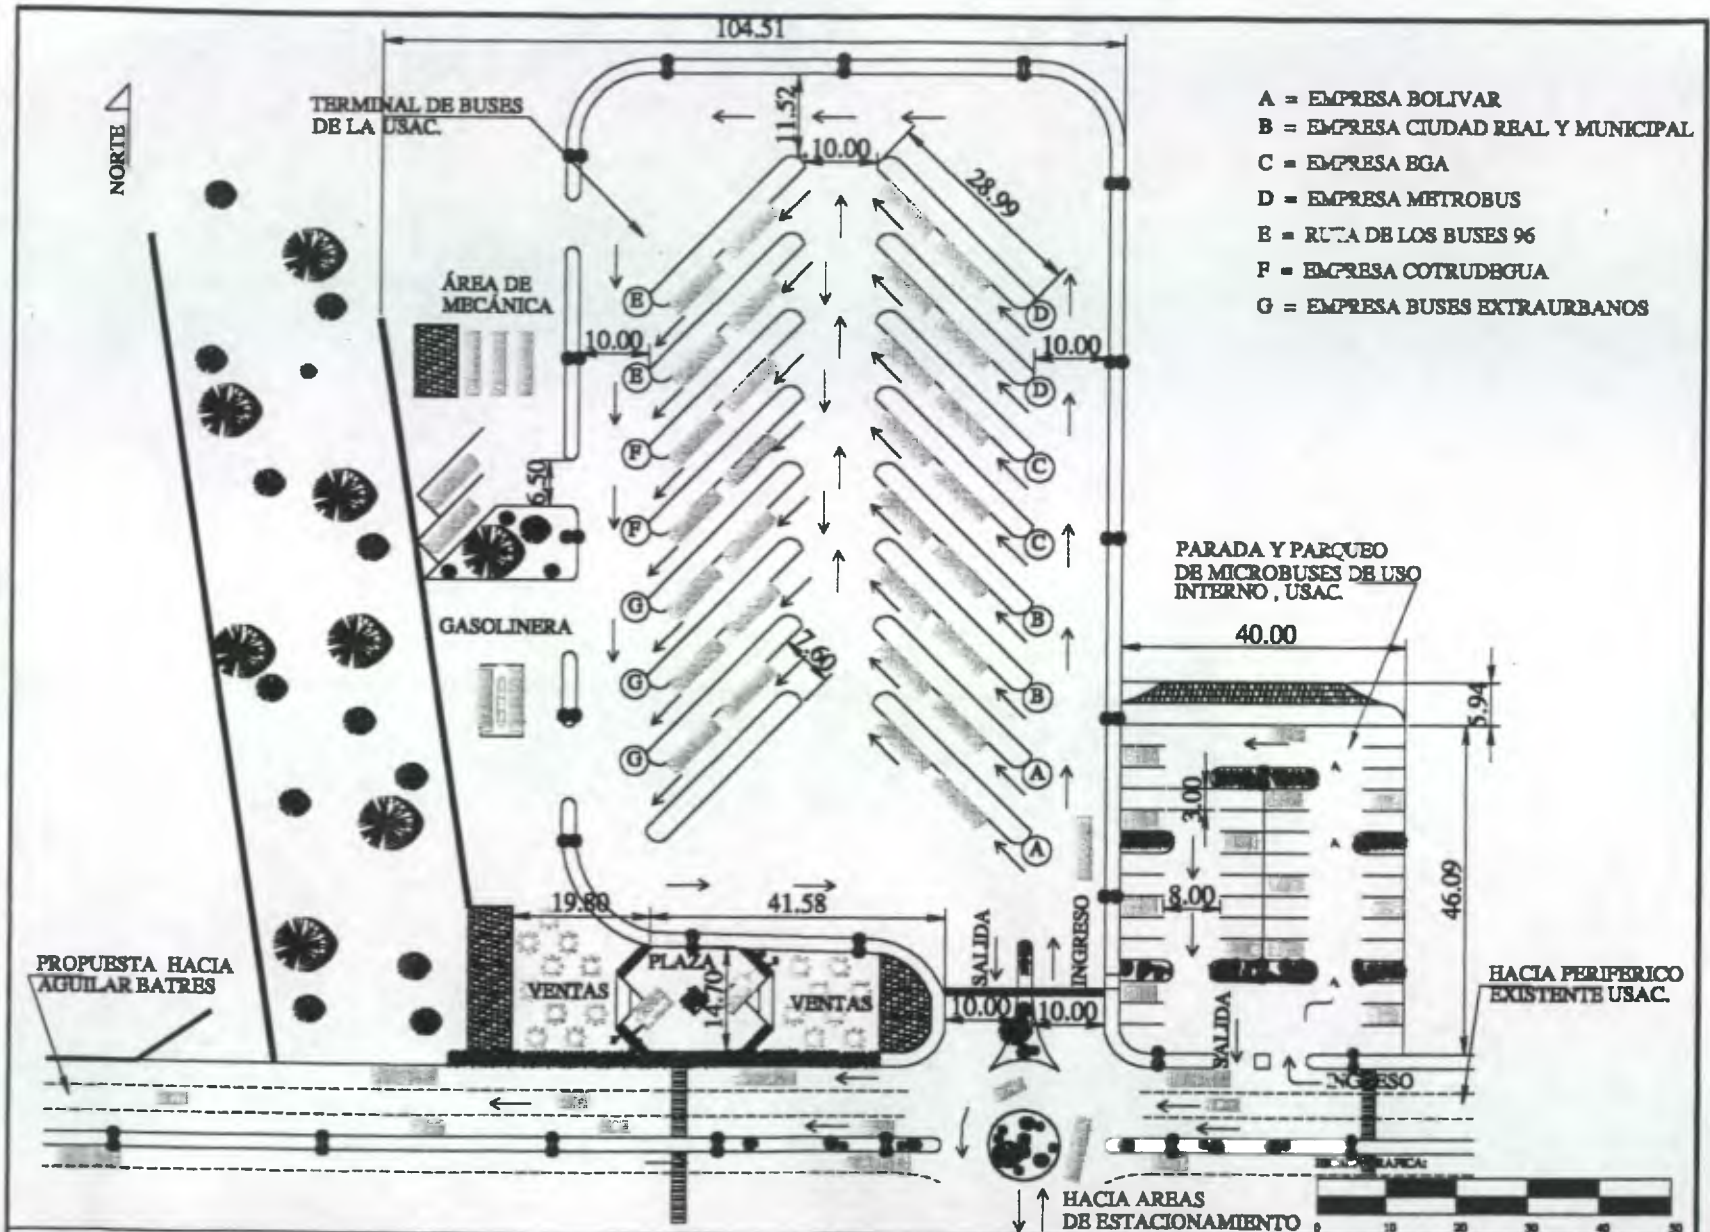 104.51
TERMINAL DE BUSES
DE LA USAC.
NORTE
11.52
10.00
28.99
A = EMPRESA BOLIVAR
B = EMPRESA CIUDAD REAL Y MUNICIPAL
C = EMPRESA EGA
D = EMPRESA METROBUS
E = RUTA DE LOS BUSES 96
F = EMPRESA COTRUDEGUA
G = EMPRESA BUSES EXTRAURBANOS
ÁREA DE
MECÁNICA
10.00
10.00
E
E
F
F
G
G
G
D
D
C
C
B
B
A
A
6.50
GASOLINERA
7.60
PARADA Y PARQUEO
DE MICROBUSES DE USO
INTERNO , USAC.
40.00
5.94
3.00
8.00
46.09
19.80
41.58
SALIDA
INGRESO
PLAZA
VENTAS
14.70
VENTAS
10.00
10.00
PROPUESTA HACIA
AGUILAR BATRES
HACIA PERIFERICO
EXISTENTE USAC.
SALIDA
INGRESO
HACIA AREAS
DE ESTACIONAMIENTO
0 10 20 30 40 50